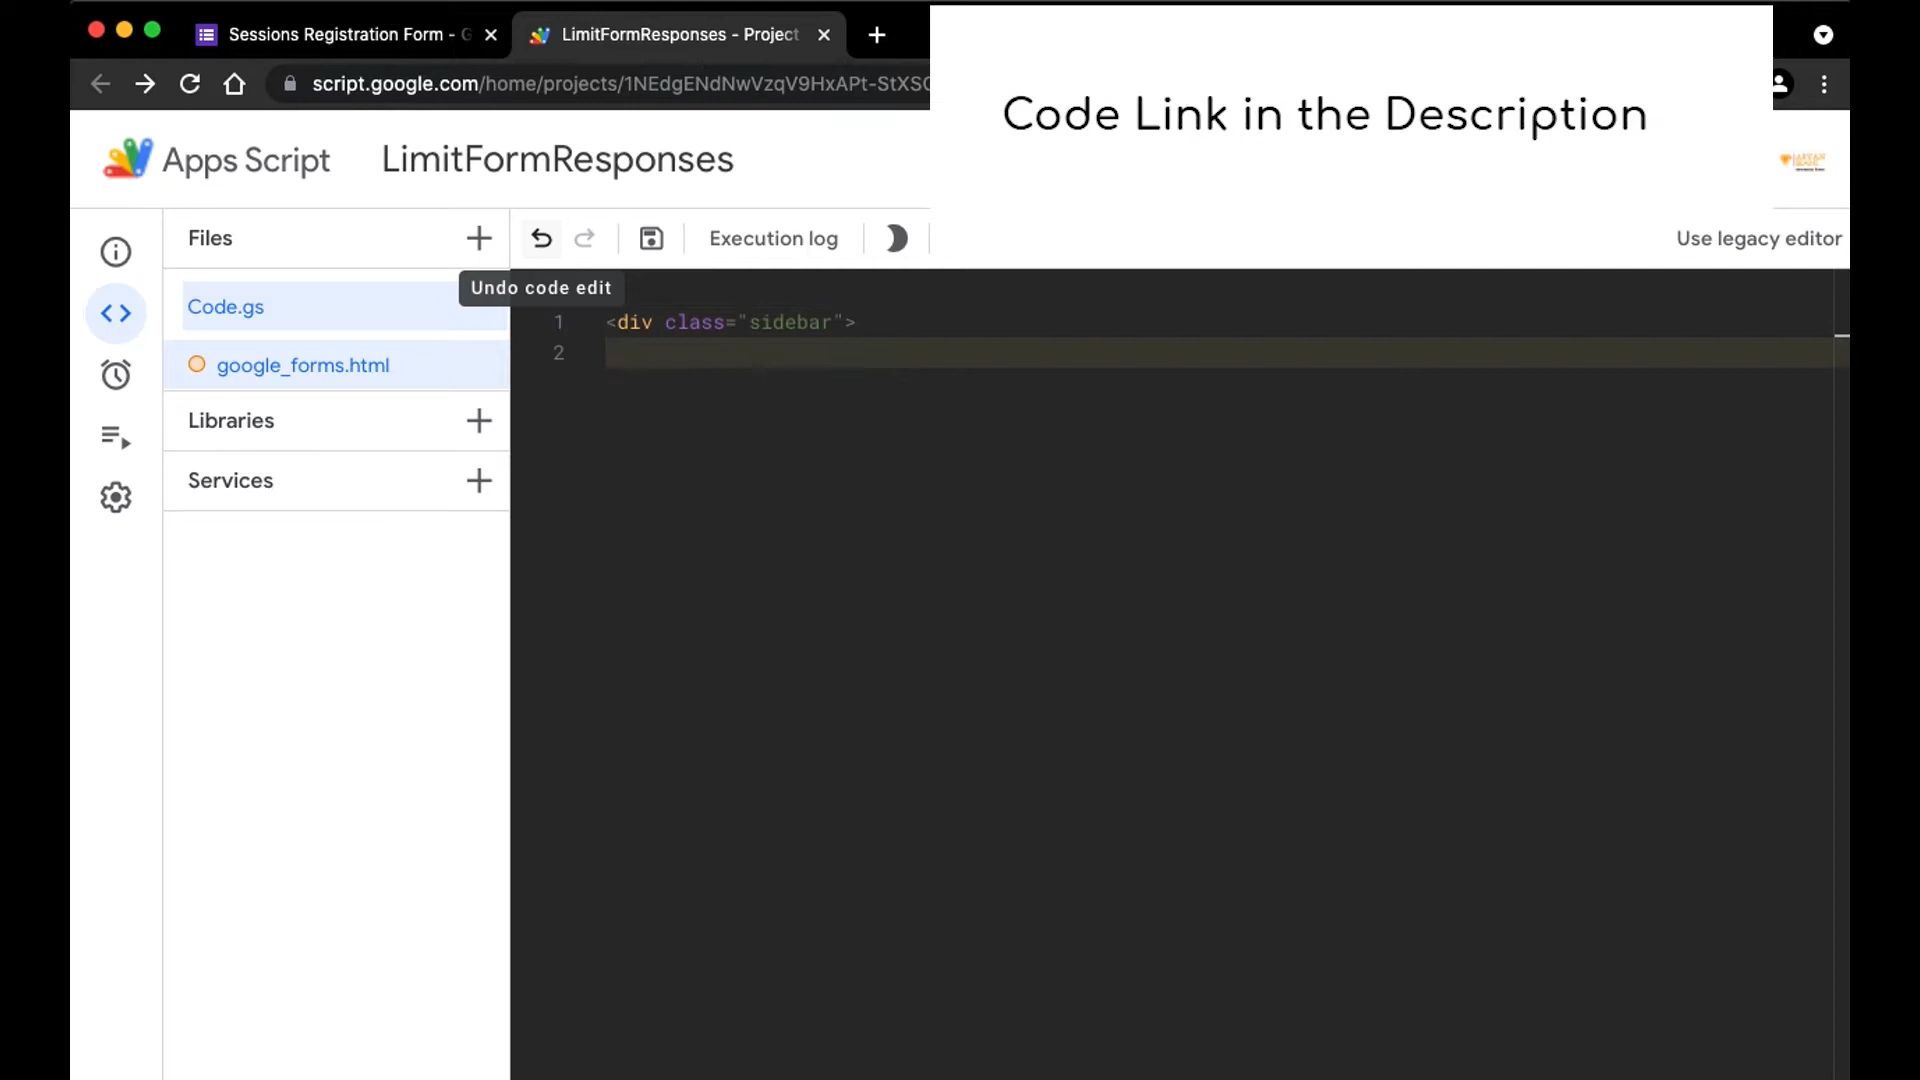 Sessions Registration Form - G
LimitFormResponses - Project
script.google.com/home/projects/1NEdgENdNwVzqV9HxAPt-StXSC
Code Link in the Description
Apps Script
LimitFormResponses
Files
Execution log
Use legacy editor
Undo code edit
Code.gs
google_forms.html
Libraries
Services
1 <div class="sidebar">
2